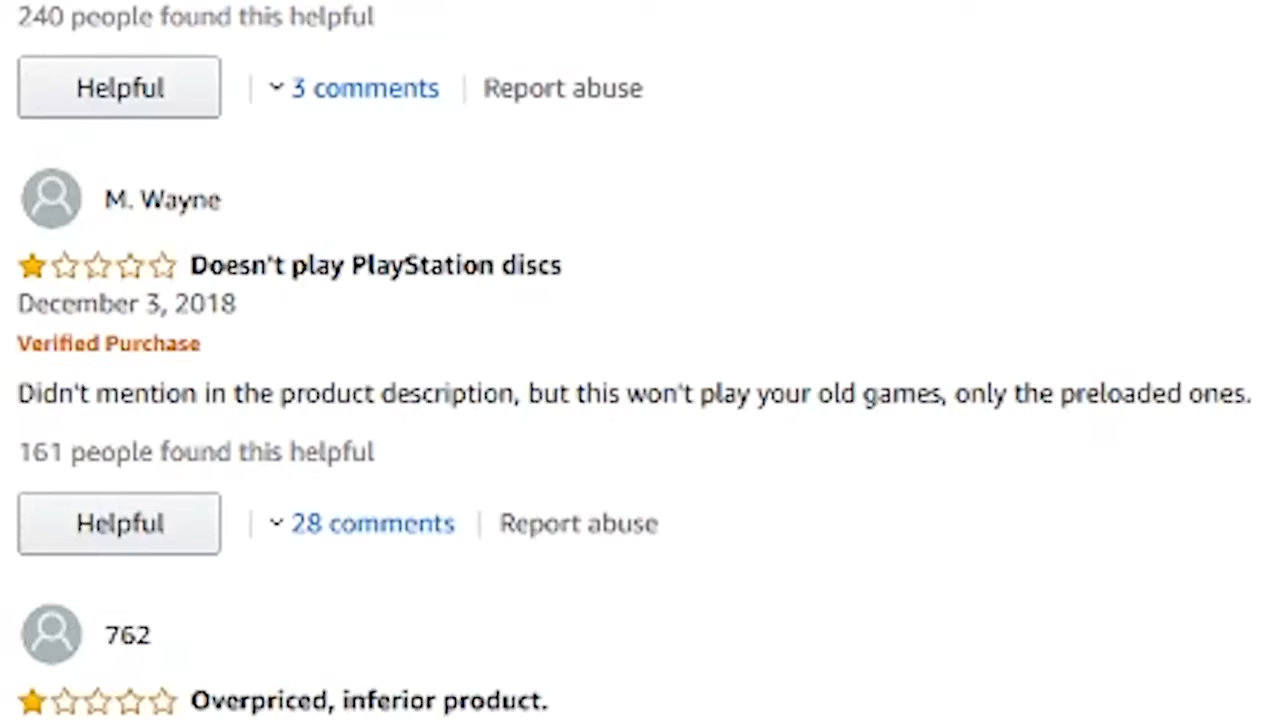 240 people found this helpful
Helpful
3 comments
Report abuse
M. Wayne
Doesn't play PlayStation discs
December 3, 2018
Verified Purchase
Didn't mention in the product description, but this won't play your old games, only the preloaded ones.
161 people found this helpful
Helpful
28 comments
Report abuse
762
Overpriced, inferior product.